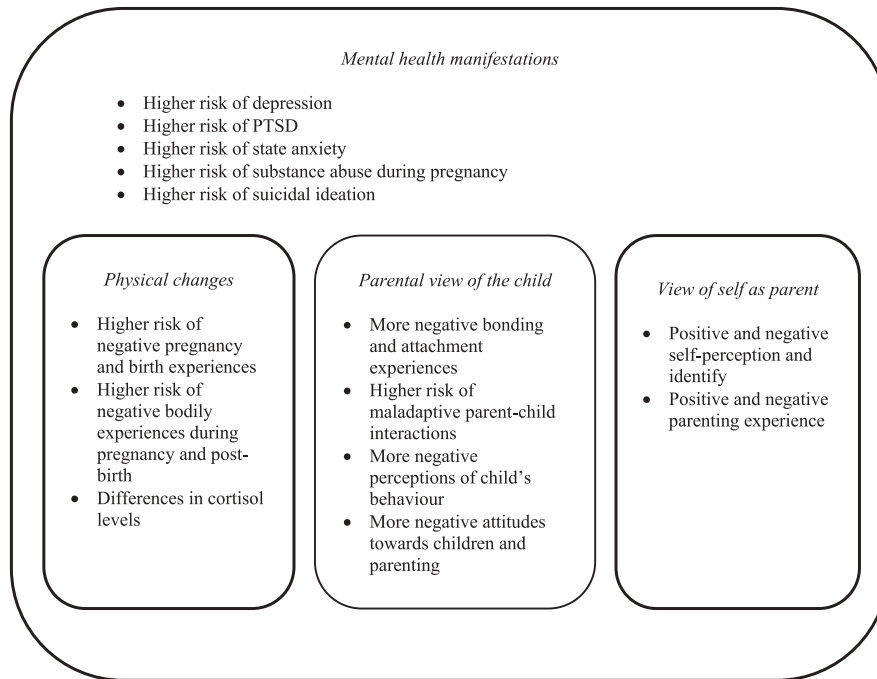 Mental health manifestations
• Higher risk of depression
• Higher risk of PTSD
• Higher risk of state anxiety
• Higher risk of substance abuse during pregnancy
• Higher risk of suicidal ideation
Physical changes
• Higher risk of
negative pregnancy
and birth experiences
• Higher risk of
negative bodily
experiences during
pregnancy and post-
birth
• Differences in cortisol
levels
Parental view of the child
• More negative bonding
and attachment
experiences
• Higher risk of
maladaptive parent-child
interactions
• More negative
perceptions of child's
behaviour
• More negative attitudes
towards children and
parenting
View of self as parent
• Positive and negative
self-perception and
identify
• Positive and negative
parenting experience